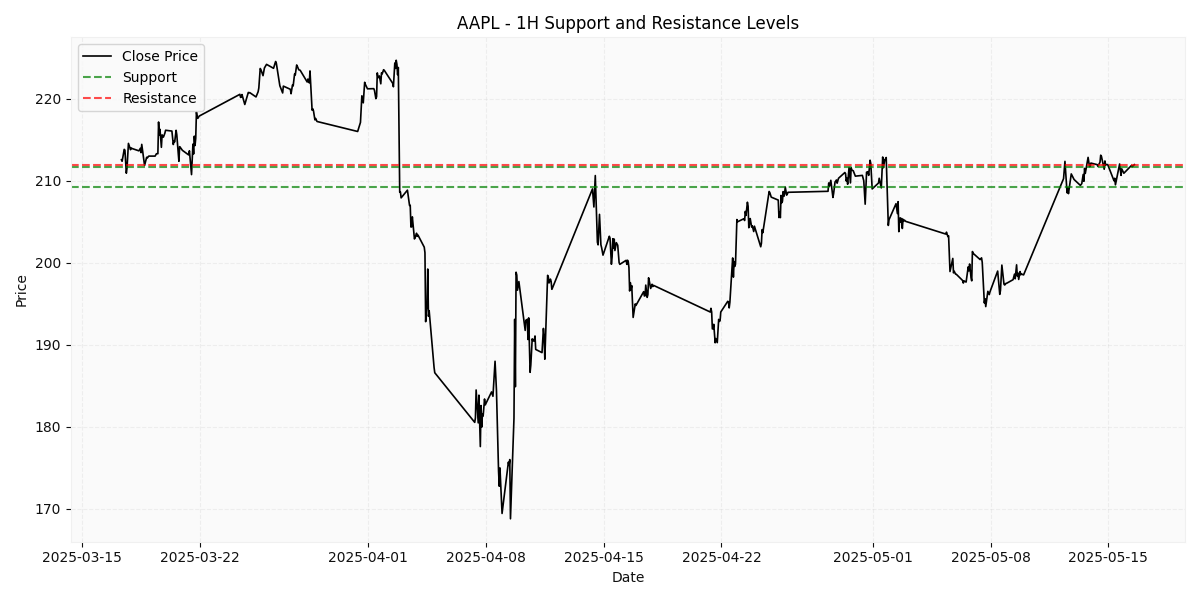 AAPL - 1H Support and Resistance Levels
Close Price
Support
Resistance
Price
220
210
200
190
180
170
2025-03-15 2025-03-22 2025-04-01 2025-04-08 2025-04-15 2025-04-22 2025-05-01 2025-05-08 2025-05-15
Date